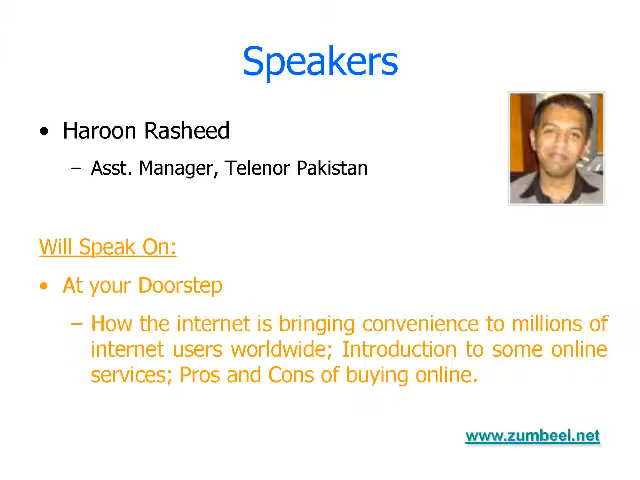 Speakers
• Haroon Rasheed
– Asst. Manager, Telenor Pakistan
Will Speak On:
• At your Doorstep
– How the internet is bringing convenience to millions of
internet users worldwide; Introduction to some online
services; Pros and Cons of buying online.
www.zumbeel.net